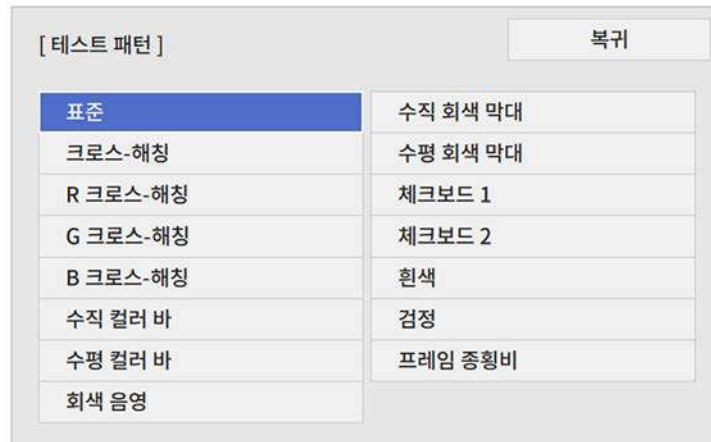 [ 테스트 패턴 ]
복귀
표준
크로스-해칭
R 크로스-해칭
G 크로스-해칭
B 크로스-해칭
수직 컬러 바
수평 컬러 바
회색 음영
수직 회색 막대
수평 회색 막대
체크보드 1
체크보드 2
흰색
검정
프레임 종횡비